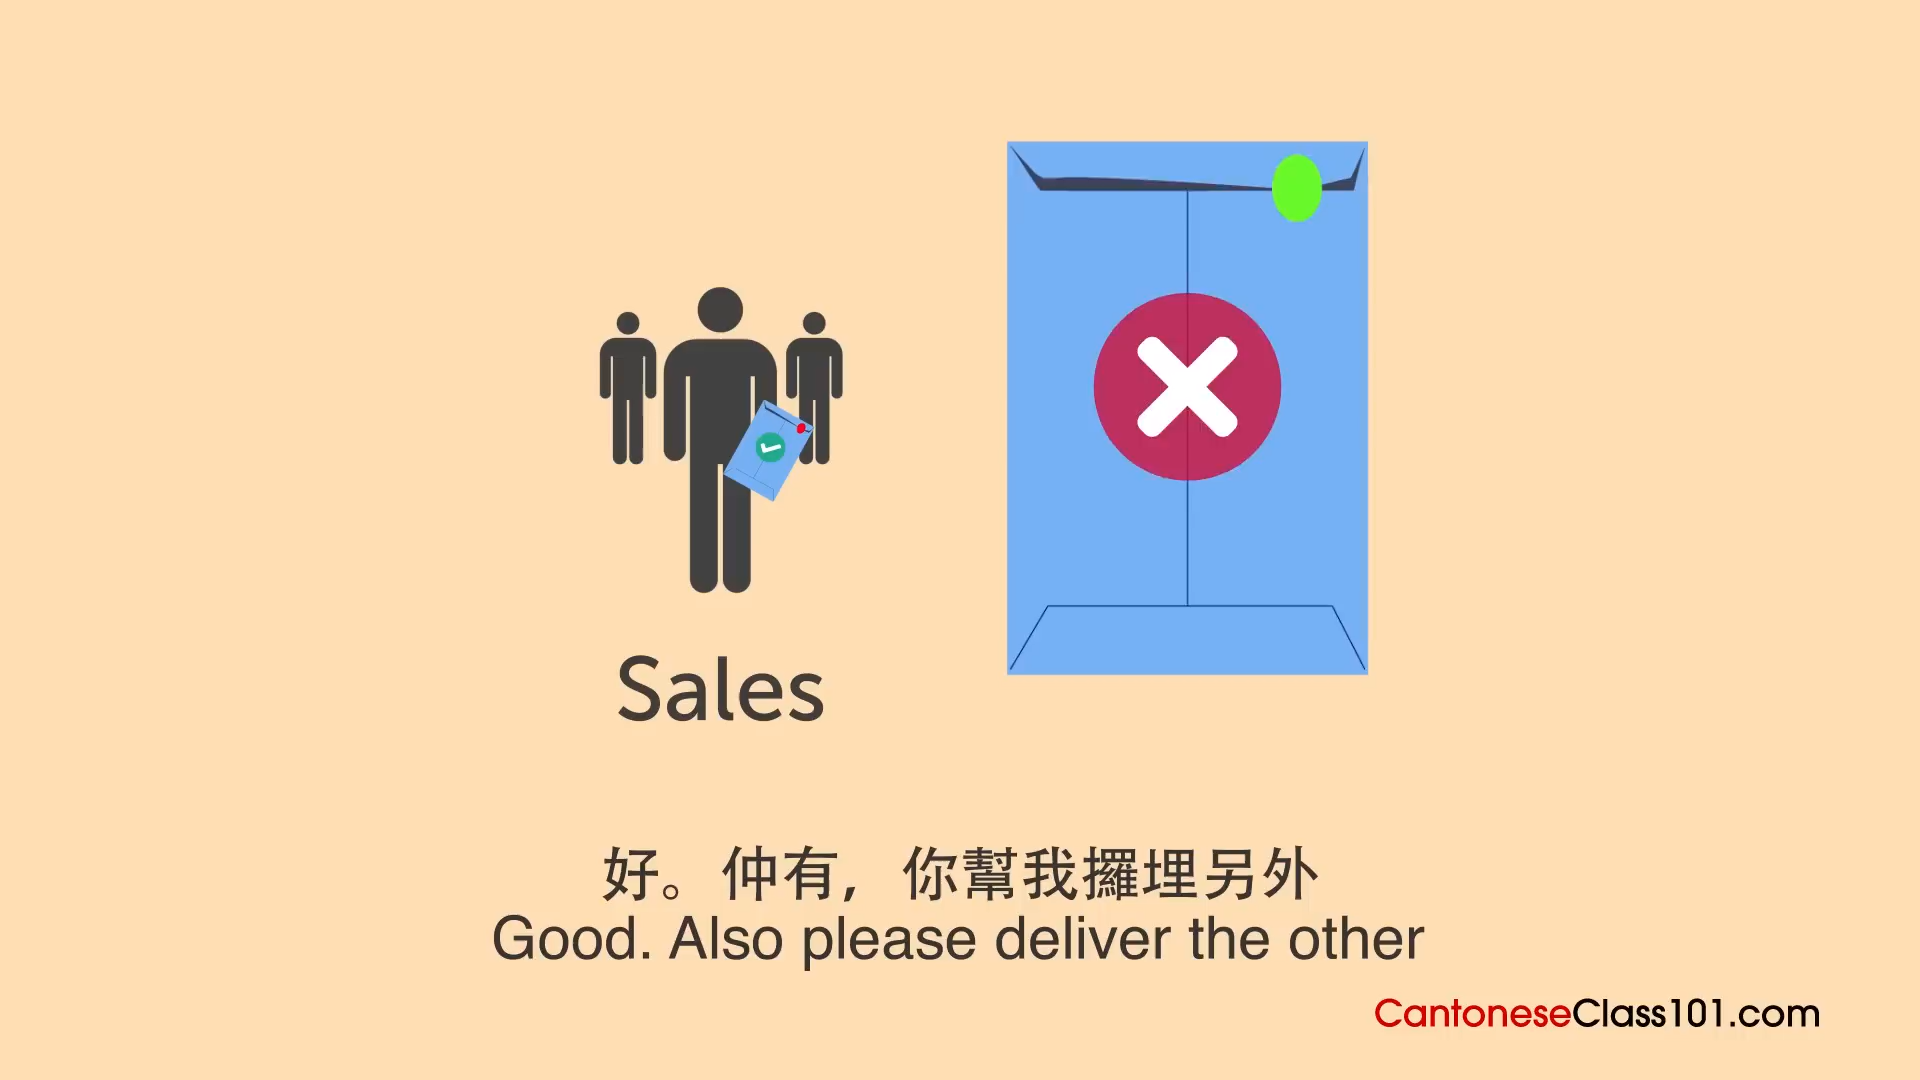 Sales
好。仲有，你幫我攞埋另外
Good. Also please deliver the other
CantoneseClass101.com